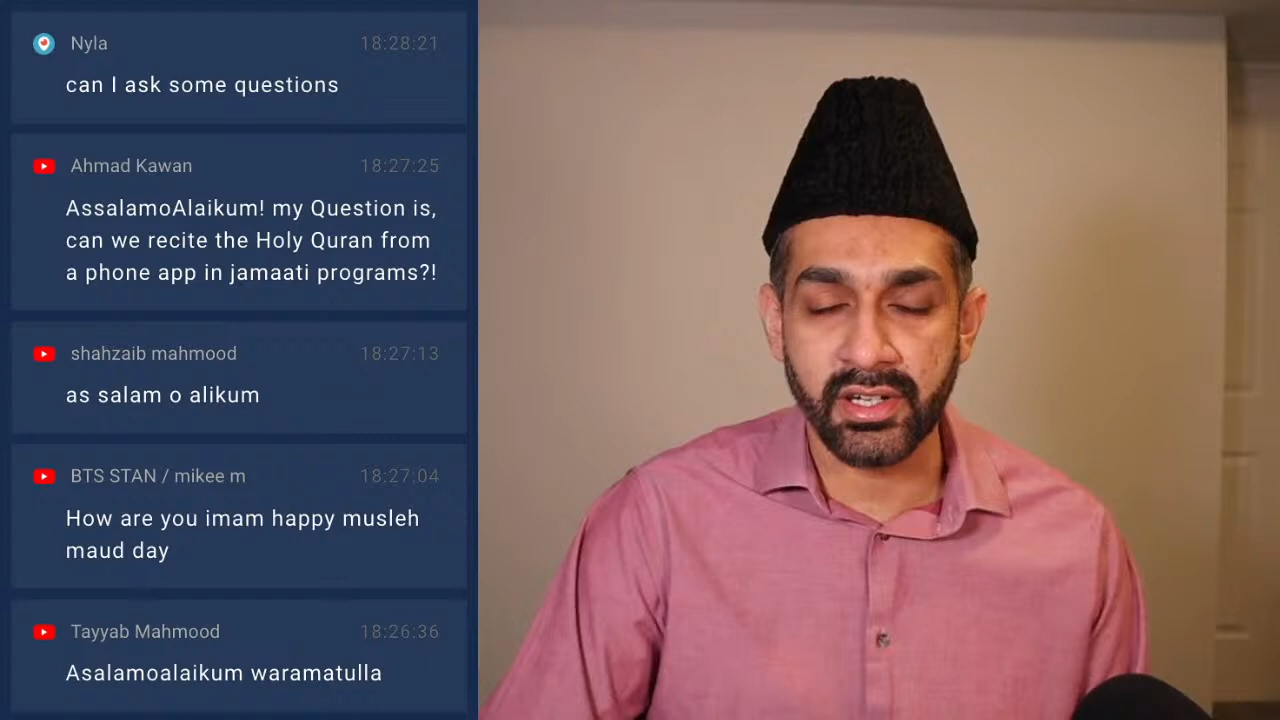 Nyla 18:28:21
can I ask some questions
Ahmad Kawan 18:27:25
AssalamoAlaikum! my Question is,
can we recite the Holy Quran from
a phone app in jamaati programs?!
shahzaib mahmood 18:27:13
as salam o alikum
BTS STAN / mikee m 18:27:04
How are you imam happy musleh
maud day
Tayyab Mahmood 18:26:36
Asalamoalaikum waramatulla